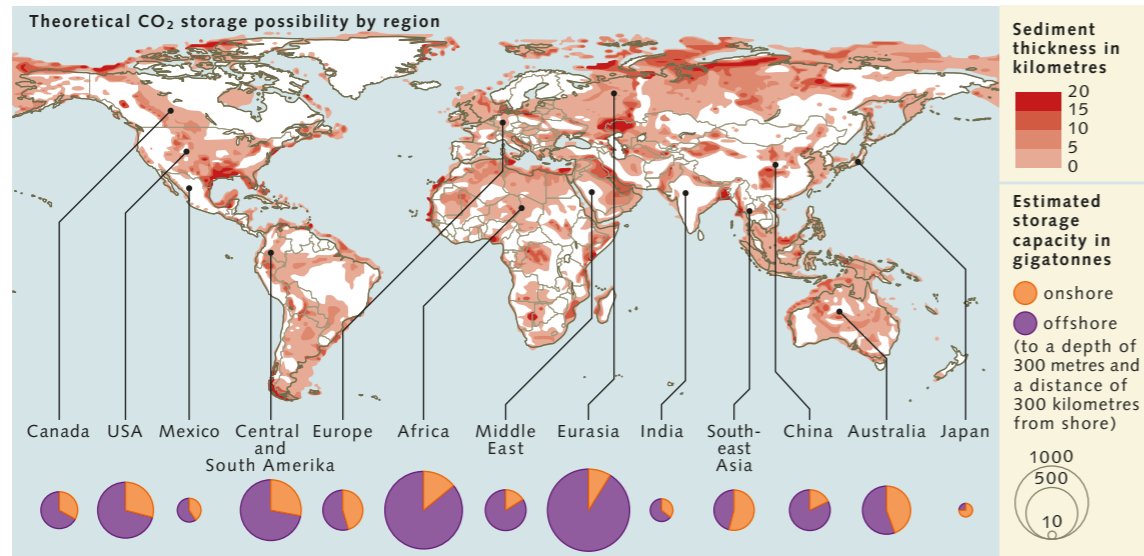 Theoretical CO₂ storage possibility by region
Sediment
thickness in
kilometres
20
15
10
5
0
Estimated
storage
capacity in
gigatonnes
onshore
offshore
(to a depth of
300 metres and
a distance of
300 kilometres
from shore)
1000
500
10
Canada
USA
Mexico
Central
and
South Amerika
Europe
Africa
Middle
East
Eurasia
India
South-
east
Asia
China
Australia
Japan